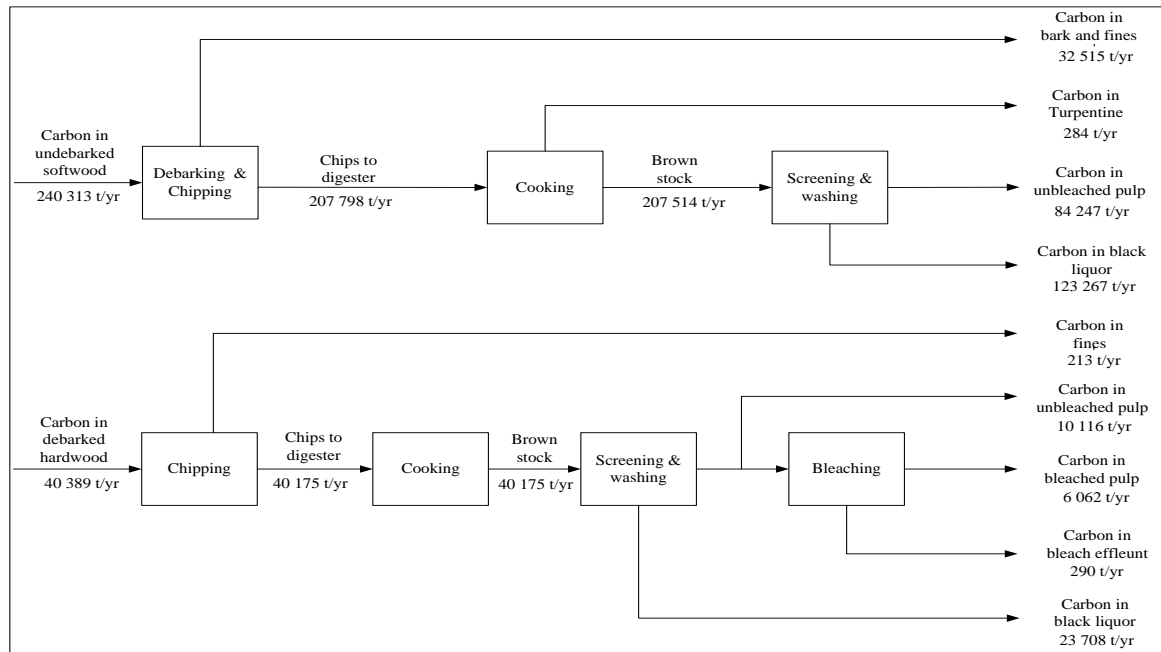 Carbon in
bark and fines
32 515 t/yr
Carbon in
Turpentine
284 t/yr
Carbon in
undebarked
softwood
240 313 t/yr
Debarking &
Chipping
Chips to
digester
207 798 t/yr
Cooking
Brown
stock
207 514 t/yr
Screening &
washing
Carbon in
unbleached pulp
84 247 t/yr
Carbon in black
liquor
123 267 t/yr
Carbon in
fines
213 t/yr
Carbon in
unbleached pulp
10 116 t/yr
Carbon in
debarked
hardwood
40 389 t/yr
Chipping
Chips to
digester
40 175 t/yr
Cooking
Brown
stock
40 175 t/yr
Screening &
washing
Bleaching
Carbon in
bleached pulp
6 062 t/yr
Carbon in
bleach effleunt
290 t/yr
Carbon in
black liquor
23 708 t/yr